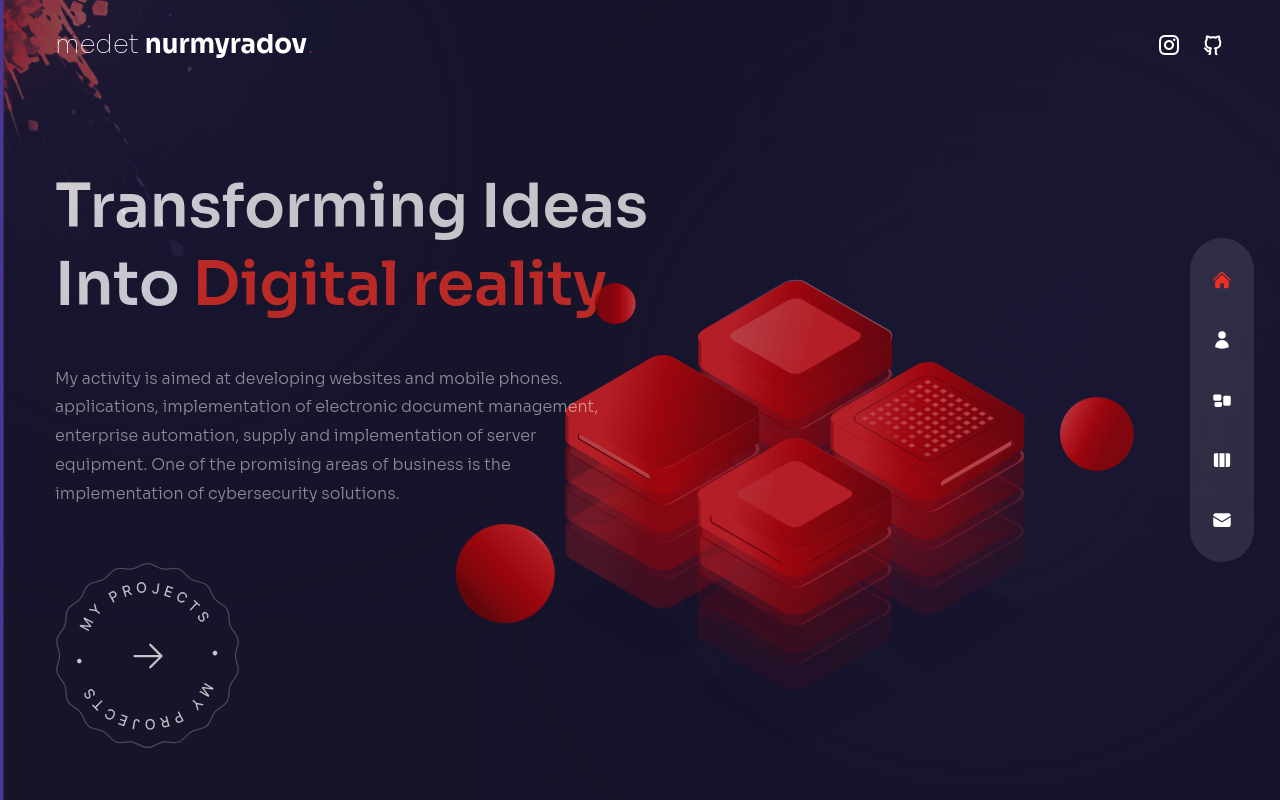 medet nurmyradov.
Transforming Ideas
Into Digital reality
My activity is aimed at developing websites and mobile phones.
applications, implementation of electronic document management,
enterprise automation, supply and implementation of server
equipment. One of the promising areas of business is the
implementation of cybersecurity solutions.
MY PROJECTS • MY PROJECTS •